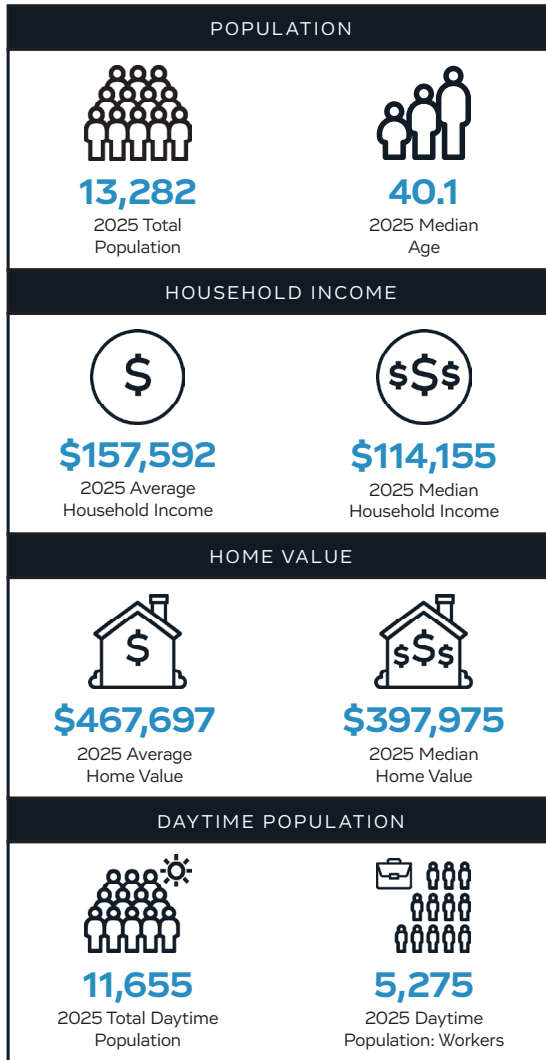 POPULATION
13,282
2025 Total
Population
40.1
2025 Median
Age
HOUSEHOLD INCOME
$
$157,592
2025 Average
Household Income
$$$
$114,155
2025 Median
Household Income
HOME VALUE
$
$467,697
2025 Average
Home Value
$$$
$397,975
2025 Median
Home Value
DAYTIME POPULATION
11,655
2025 Total Daytime
Population
5,275
2025 Daytime
Population: Workers